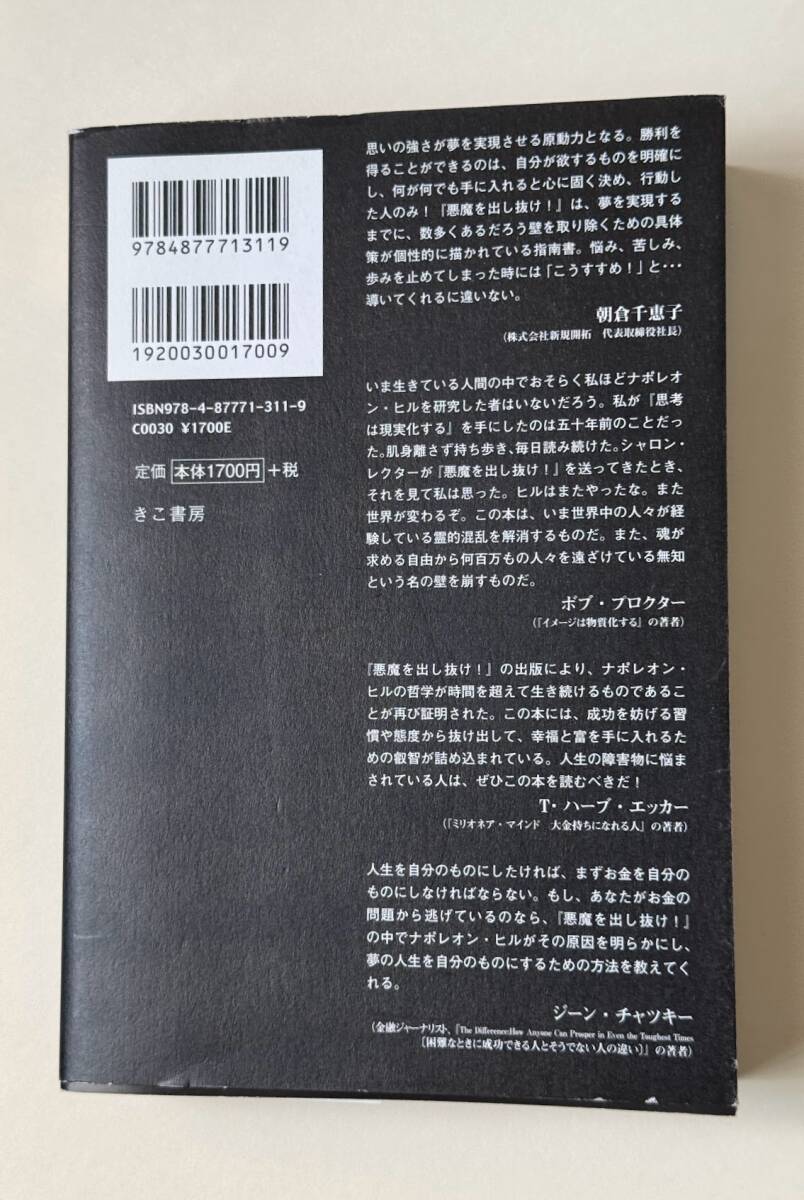 9784877713119
1920030017009
ISBN978-4-87771-311-9
C0030 ¥1700E
定価 本体1700円 +税
きこ書房
思いの強さが夢を実現させる原動力となる。勝利を
得ることができるのは、自分が欲するものを明確に
し、何が何でも手に入れると心に固く決め、行動し
た人のみ！『悪魔を出し抜け！』は、夢を実現する
までに、数多くあるだろう壁を取り除くための具体
策が個性的に描かれている指南書。悩み、苦しみ、
歩みを止めてしまった時には「こうすすめ！」と・・・
導いてくれるに違いない。
朝倉千恵子
(株式会社新規開拓 代表取締役社長)
いま生きている人間の中でおそらく私ほどナポレオ
ン・ヒルを研究した者はいないだろう。私が『思考
は現実化する』を手にしたのは五十年前のことだっ
た。肌身離さず持ち歩き、毎日読み続けた。シャロン・
レクターが『悪魔を出し抜け！』を送ってきたとき、
それを見て私は思った。ヒルはまたやったな。また
世界が変わるぞ。この本は、いま世界中の人々が経
験している霊的混乱を解消するものだ。また、魂が
求める自由から何百万もの人々を遠ざけている無知
という名の壁を崩すものだ。
ボブ・プロクター
(『イメージは物質化する』の著者)
『悪魔を出し抜け！』の出版により、ナポレオン・
ヒルの哲学が時間を超えて生き続けるものであるこ
とが再び証明された。この本には、成功を妨げる習
慣や態度から抜け出して、幸福と富を手に入れるた
めの叡智が詰め込まれている。人生の障害物に悩ま
されている人は、ぜひこの本を読むべきだ！
T・ハーブ・エッカー
(『ミリオネア・マインド 大金持ちになれる人』の著者)
人生を自分のものにしたければ、まずお金を自分の
ものにしなければならない。もし、あなたがお金の
問題から逃げているのなら、『悪魔を出し抜け！』
の中でナポレオン・ヒルがその原因を明らかにし、
夢の人生を自分のものにするための方法を教えてく
れる。
ジーン・チャツキー
(金融ジャーナリスト、『The Difference:How Anyone Can Prosper in Even the Toughest Times
〔困難なときに成功できる人とそうでない人の違い〕』の著者)